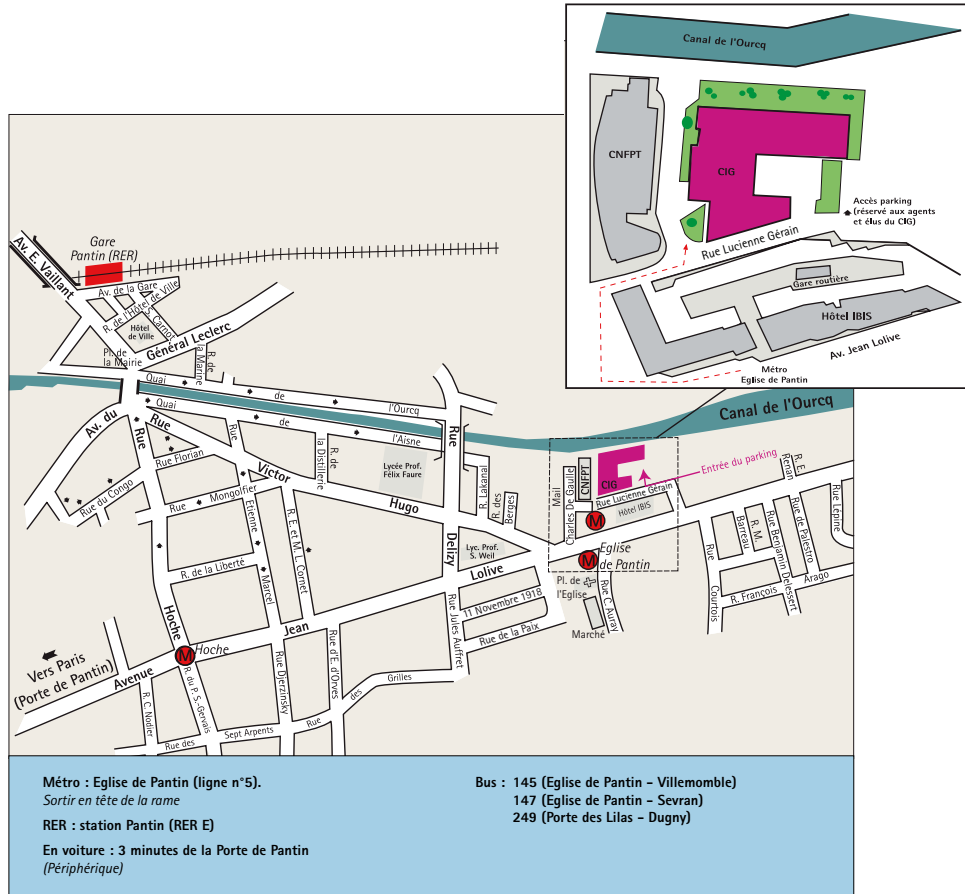 Canal de l'Ourcq
CNFPT
CIG
Accès parking
(réservé aux agents
et élus du CIG)
Rue Lucienne Gérain
Gare routière
Hôtel IBIS
Av. Jean Lolive
Métro
Eglise de Pantin
Gare
Pantin (RER)
Av. E. Vaillant
Av. de la Gare
R. de l'Hôtel de Ville
S. Carnot
Hôtel
de Ville
Général Leclerc
Pl. de
la Mairie
R. de
la Marine
Quai de l'Ourcq
Quai de l'Aisne
Canal de l'Ourcq
Av. du
Rue Hoche
Rue Victor Hugo
Rue Florian
Rue du Congo
Rue Mongolfier
Rue Etienne Marcel
R. E. et M. L. Cornet
R. de
la Distillerie
Lycée Prof.
Félix Faure
Rue Delizy
R. Lakanal
R. des
Berges
Lyc. Prof.
S. Weil
Mail
Charles De Gaulle
CNFPT
CIG
Rue Lucienne Gérain
Hôtel IBIS
Entrée du parking
M
M
Eglise
de Pantin
Pl. de
l'Eglise
Rue C. Auray
Marché
R. E.
Renan
Rue Lépine
Rue de Palestro
Rue Benjamin Delessert
R. M.
Barreau
Rue
Courtois
R. François Arago
R. de la Liberté
M
Hoche
Avenue Jean Lolive
Vers Paris
(Porte de Pantin)
R. C. Nodier
R. du P. S.-Gervais
Rue Djerzinsky
Rue d'E. d'Orves
Rue des Sept Arpents
Rue des Grilles
Rue Jules Auffret
11 Novembre 1918
Rue de la Paix
Métro : Eglise de Pantin (ligne n°5).
Sortir en tête de la rame
RER : station Pantin (RER E)
En voiture : 3 minutes de la Porte de Pantin
(Périphérique)
Bus : 145 (Eglise de Pantin – Villemomble)
147 (Eglise de Pantin – Sevran)
249 (Porte des Lilas – Dugny)